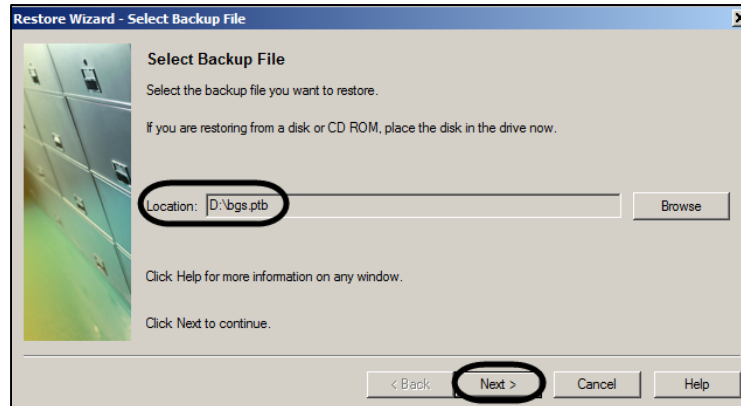 Restore Wizard - Select Backup File
Select Backup File
Select the backup file you want to restore.
If you are restoring from a disk or CD ROM, place the disk in the drive now.
Location: D:\bgs.ptb Browse
Click Help for more information on any window.
Click Next to continue.
< Back Next > Cancel Help